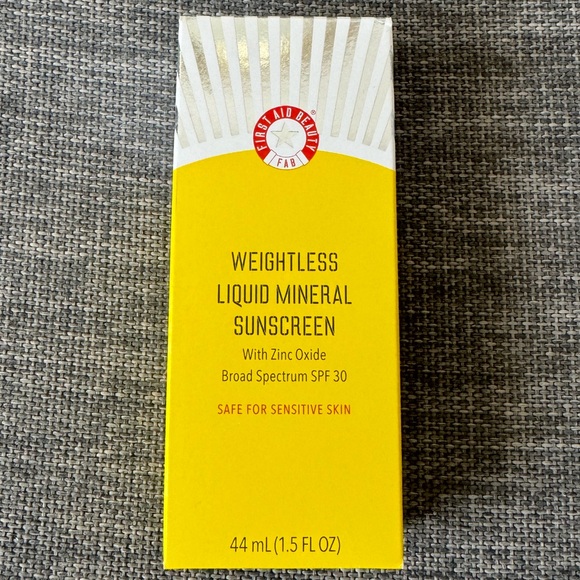 FIRST AID BEAUTY®
FAB
WEIGHTLESS
LIQUID MINERAL
SUNSCREEN
With Zinc Oxide
Broad Spectrum SPF 30
SAFE FOR SENSITIVE SKIN
44 mL (1.5 FL OZ)